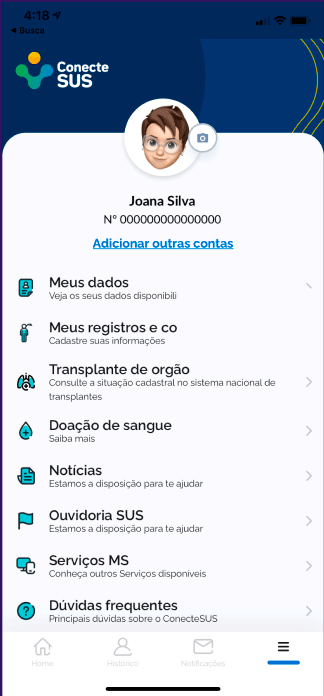 4:18
Busca
Conecte
SUS
Joana Silva
Nº 000000000000000
Adicionar outras contas
Meus dados
Veja os seus dados disponibili
Meus registros e co
Cadastre suas informações
Transplante de orgão
Consulte a situação cadastral no sistema nacional de
transplantes
Doação de sangue
Saiba mais
Notícias
Estamos a disposição para te ajudar
Ouvidoria SUS
Estamos a disposição para te ajudar
Serviços MS
Conheça outros Serviços disponíveis
Dúvidas frequentes
Principais dúvidas sobre o ConecteSUS
Home
Histórico
Notificações